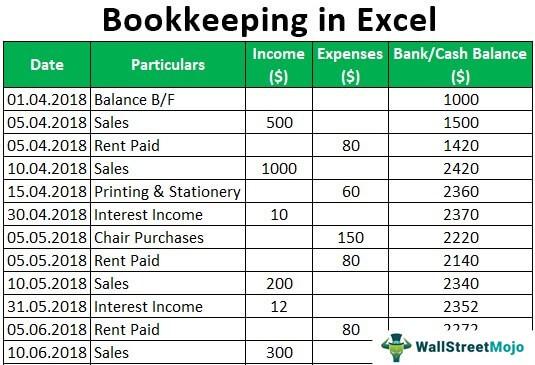 Bookkeeping in Excel
Date Particulars Income ($) Expenses ($) Bank/Cash Balance ($)
01.04.2018 Balance B/F 1000
05.04.2018 Sales 500 1500
05.04.2018 Rent Paid 80 1420
10.04.2018 Sales 1000 2420
15.04.2018 Printing & Stationery 60 2360
30.04.2018 Interest Income 10 2370
05.05.2018 Chair Purchases 150 2220
05.05.2018 Rent Paid 80 2140
10.05.2018 Sales 200 2340
31.05.2018 Interest Income 12 2352
05.06.2018 Rent Paid 80 2272
10.06.2018 Sales 300
WallStreetMojo